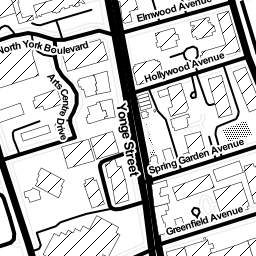 Elmwood Avenue
North York Boulevard
Hollywood Avenue
Arts Centre Drive
Yonge Street
Spring Garden Avenue
Greenfield Avenue